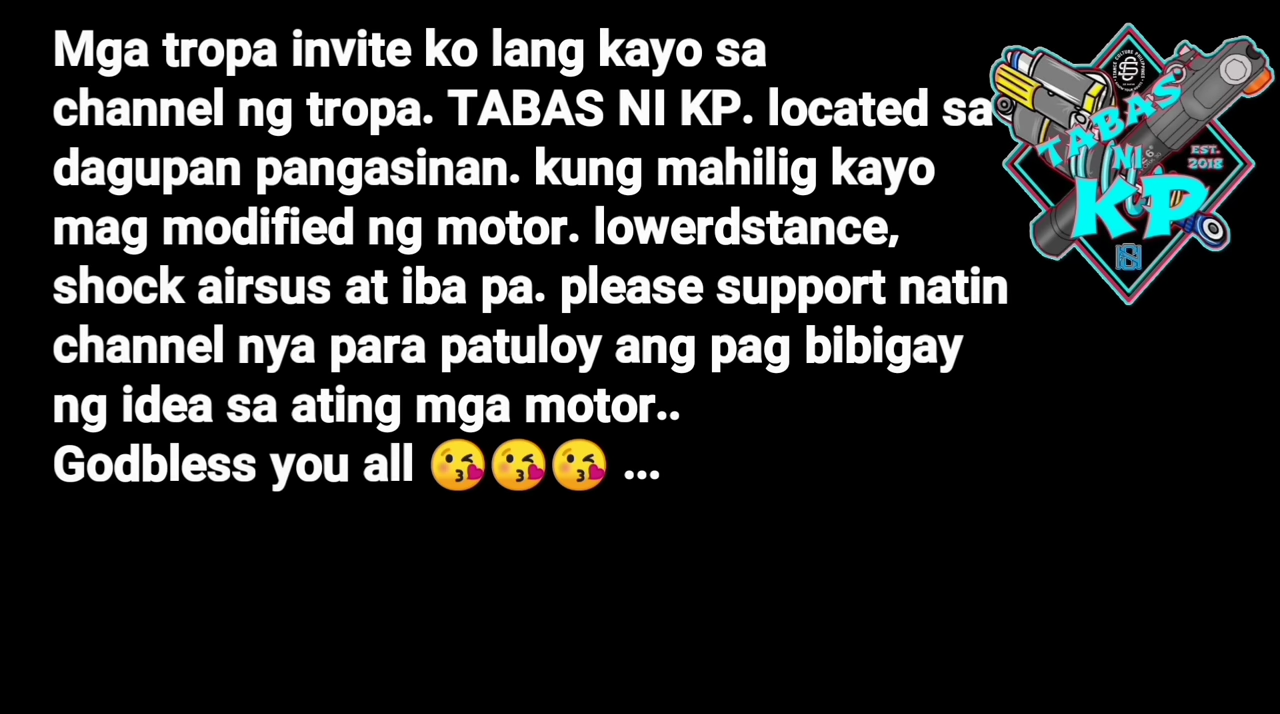 Mga tropa invite ko lang kayo sa
channel ng tropa. TABAS NI KP. located sa
dagupan pangasinan. kung mahilig kayo
mag modified ng motor. lowerdstance,
shock airsus at iba pa. please support natin
channel nya para patuloy ang pag bibigay
ng idea sa ating mga motor..
Godbless you all 😘😘😘 ...
TABAS
NI
KP
EST.
2018